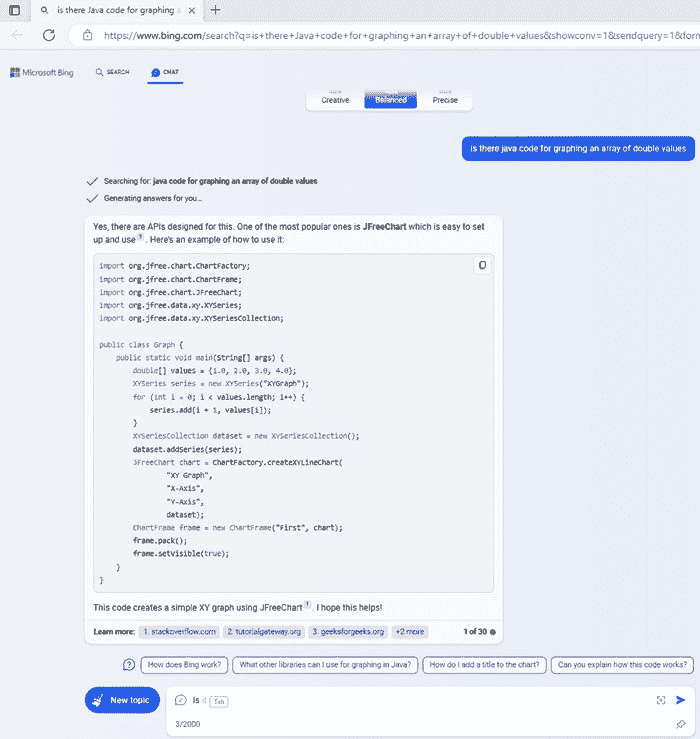 is there Java code for graphing
https://www.bing.com/search?q=is+there+Java+code+for+graphing+an+array+of+double+values&showconv=1&sendquery=1&form
Microsoft Bing SEARCH CHAT
Creative Balanced Precise
is there java code for graphing an array of double values
Searching for: java code for graphing an array of double values
Generating answers for you...
Yes, there are APIs designed for this. One of the most popular ones is JFreeChart which is easy to set
up and use 1 . Here's an example of how to use it:
import org.jfree.chart.ChartFactory;
import org.jfree.chart.ChartFrame;
import org.jfree.chart.JFreeChart;
import org.jfree.data.xy.XYSeries;
import org.jfree.data.xy.XYSeriesCollection;
public class Graph {
public static void main(String[] args) {
double[] values = {1.0, 2.0, 3.0, 4.0};
XYSeries series = new XYSeries("XYGraph");
for (int i = 0; i < values.length; i++) {
series.add(i + 1, values[i]);
}
XYSeriesCollection dataset = new XYSeriesCollection();
dataset.addSeries(series);
JFreeChart chart = ChartFactory.createXYLineChart(
"XY Graph",
"X-Axis",
"Y-Axis",
dataset);
ChartFrame frame = new ChartFrame("First", chart);
frame.pack();
frame.setVisible(true);
}
}
This code creates a simple XY graph using JFreeChart 1 . I hope this helps!
Learn more: 1. stackoverflow.com 2. tutorialgateway.org 3. geeksforgeeks.org +2 more 1 of 30
How does Bing work? What other libraries can I use for graphing in Java? How do I add a title to the chart? Can you explain how this code works?
New topic Is it Tab
3/2000